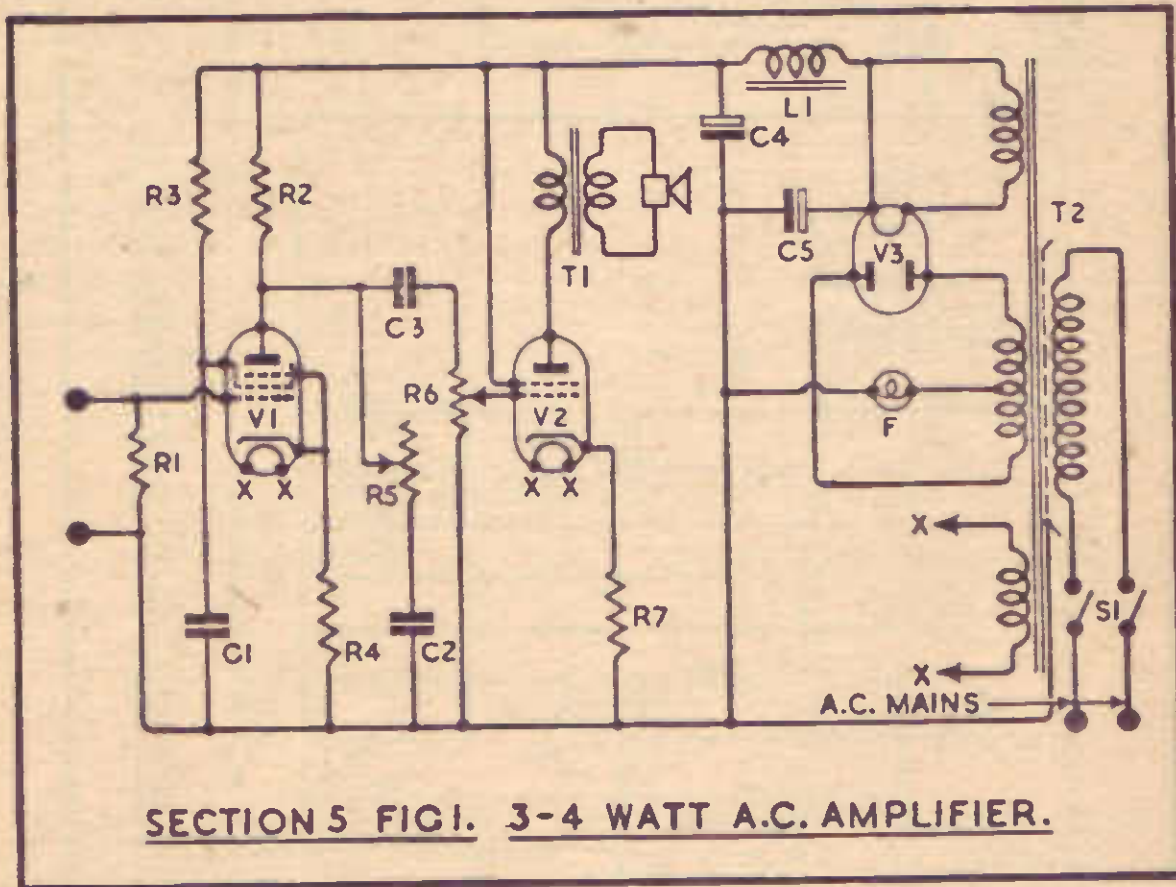 L1
C4
R3
R2
C5
V3
T2
T1
C3
R6
V1
V2
F
R1
X X
R5
X X
X
R7
S1
C1
R4
C2
X
A.C. MAINS
SECTION 5 FIG1. 3-4 WATT A.C. AMPLIFIER.